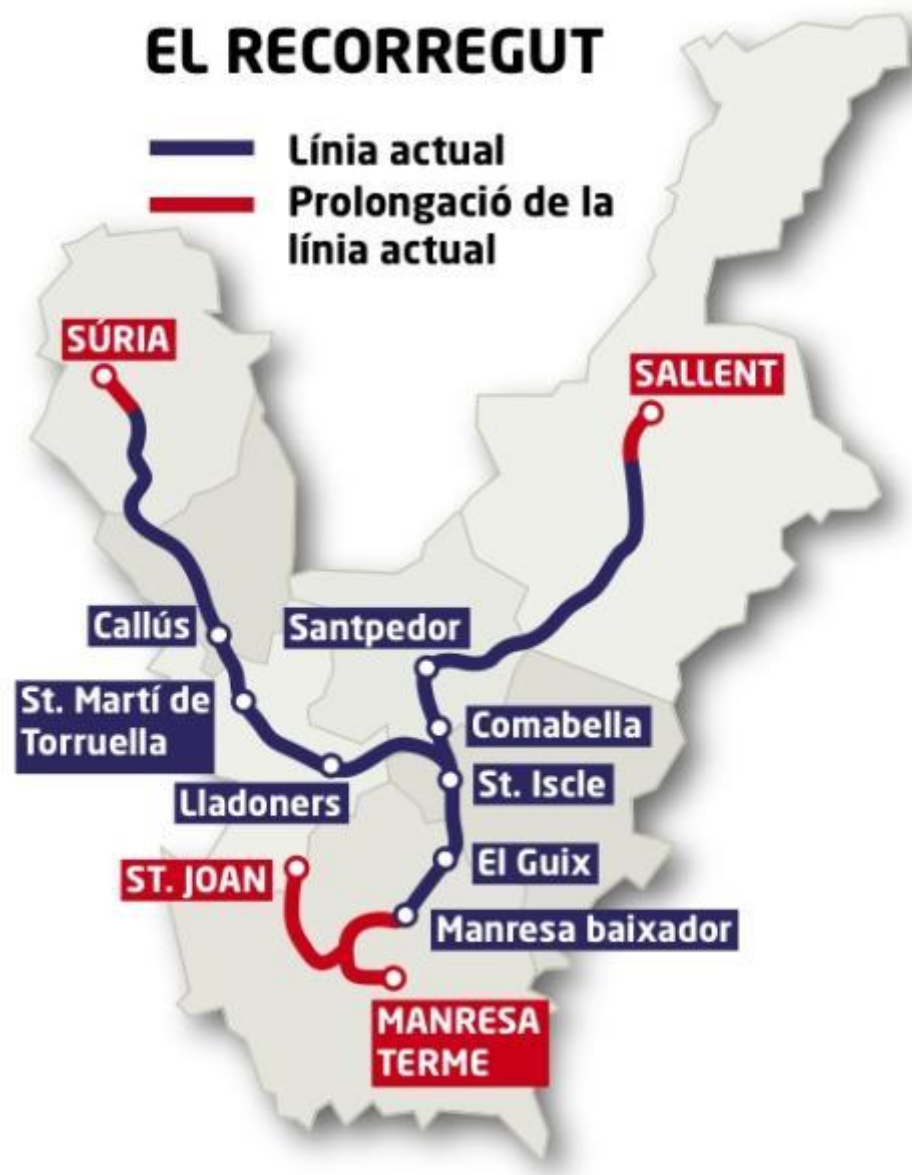 EL RECORREGUT
Línia actual
Prolongació de la
línia actual
SÚRIA
SALLENT
Callús
Santpedor
St. Martí de
Torruella
Comabella
Lladoners
St. Iscle
ST. JOAN
El Guix
Manresa baixador
MANRESA
TERME